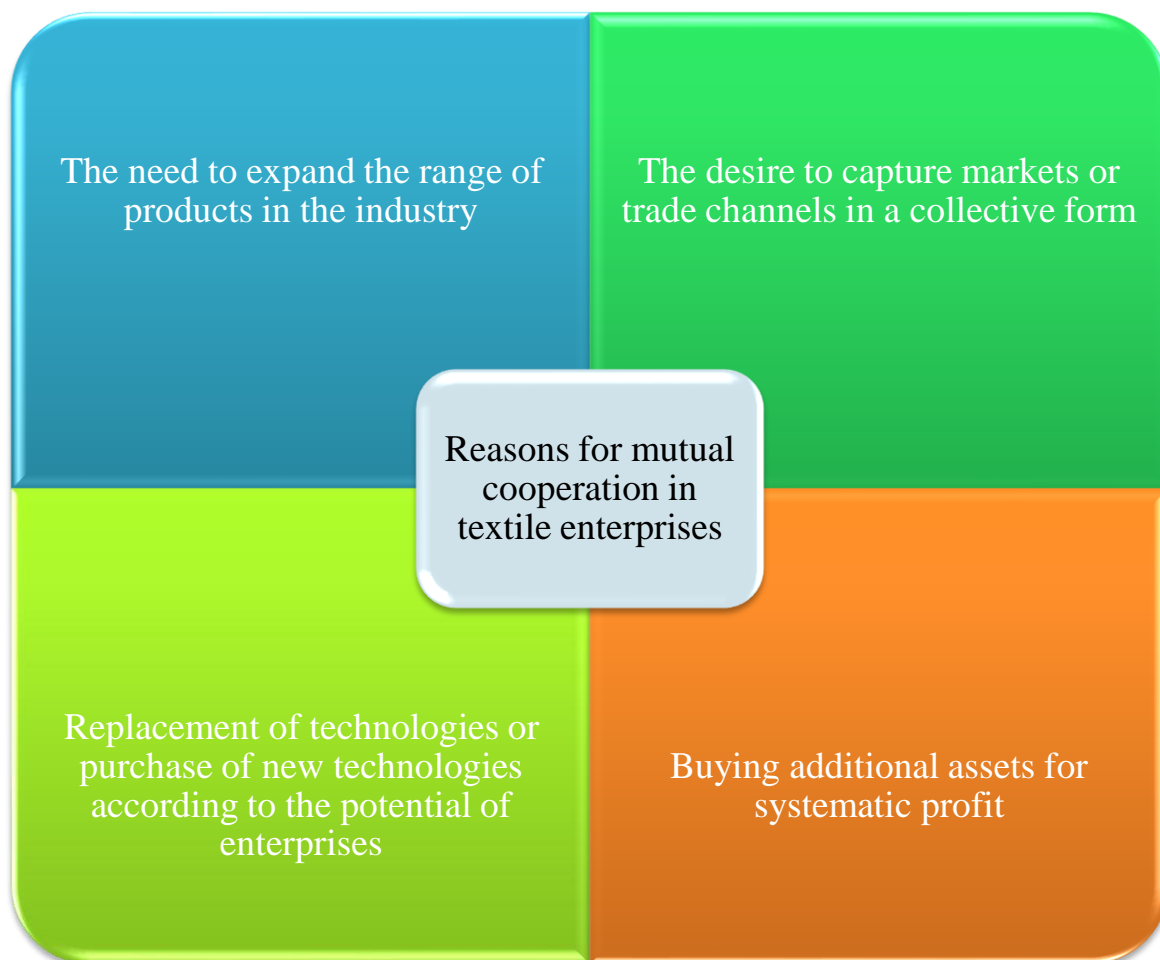 The need to expand the range of
products in the industry
The desire to capture markets or
trade channels in a collective form
Reasons for mutual
cooperation in
textile enterprises
Replacement of technologies or
purchase of new technologies
according to the potential of
enterprises
Buying additional assets for
systematic profit